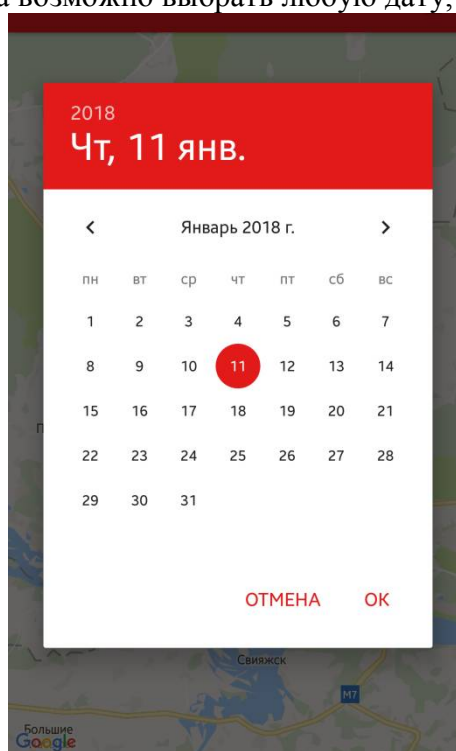 возможно выбрать любую дату,
2018
Чт, 11 янв.
Январь 2018 г.
пн вт ср чт пт сб вс
1 2 3 4 5 6 7
8 9 10 11 12 13 14
15 16 17 18 19 20 21
22 23 24 25 26 27 28
29 30 31
ОТМЕНА ОК
Свияжск
М7
Большие
Google